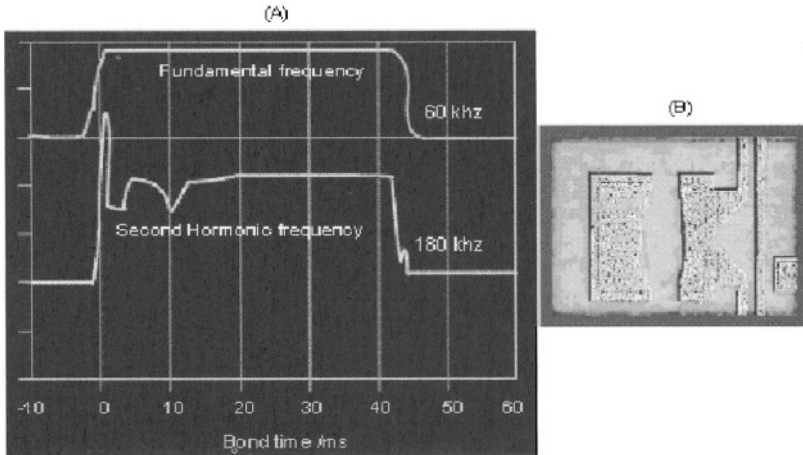 (A)
Fundamental frequency
60 khz
(B)
Second Hormonic frequency
180 khz
-10 0 10 20 30 40 50 60
Bond time /ms